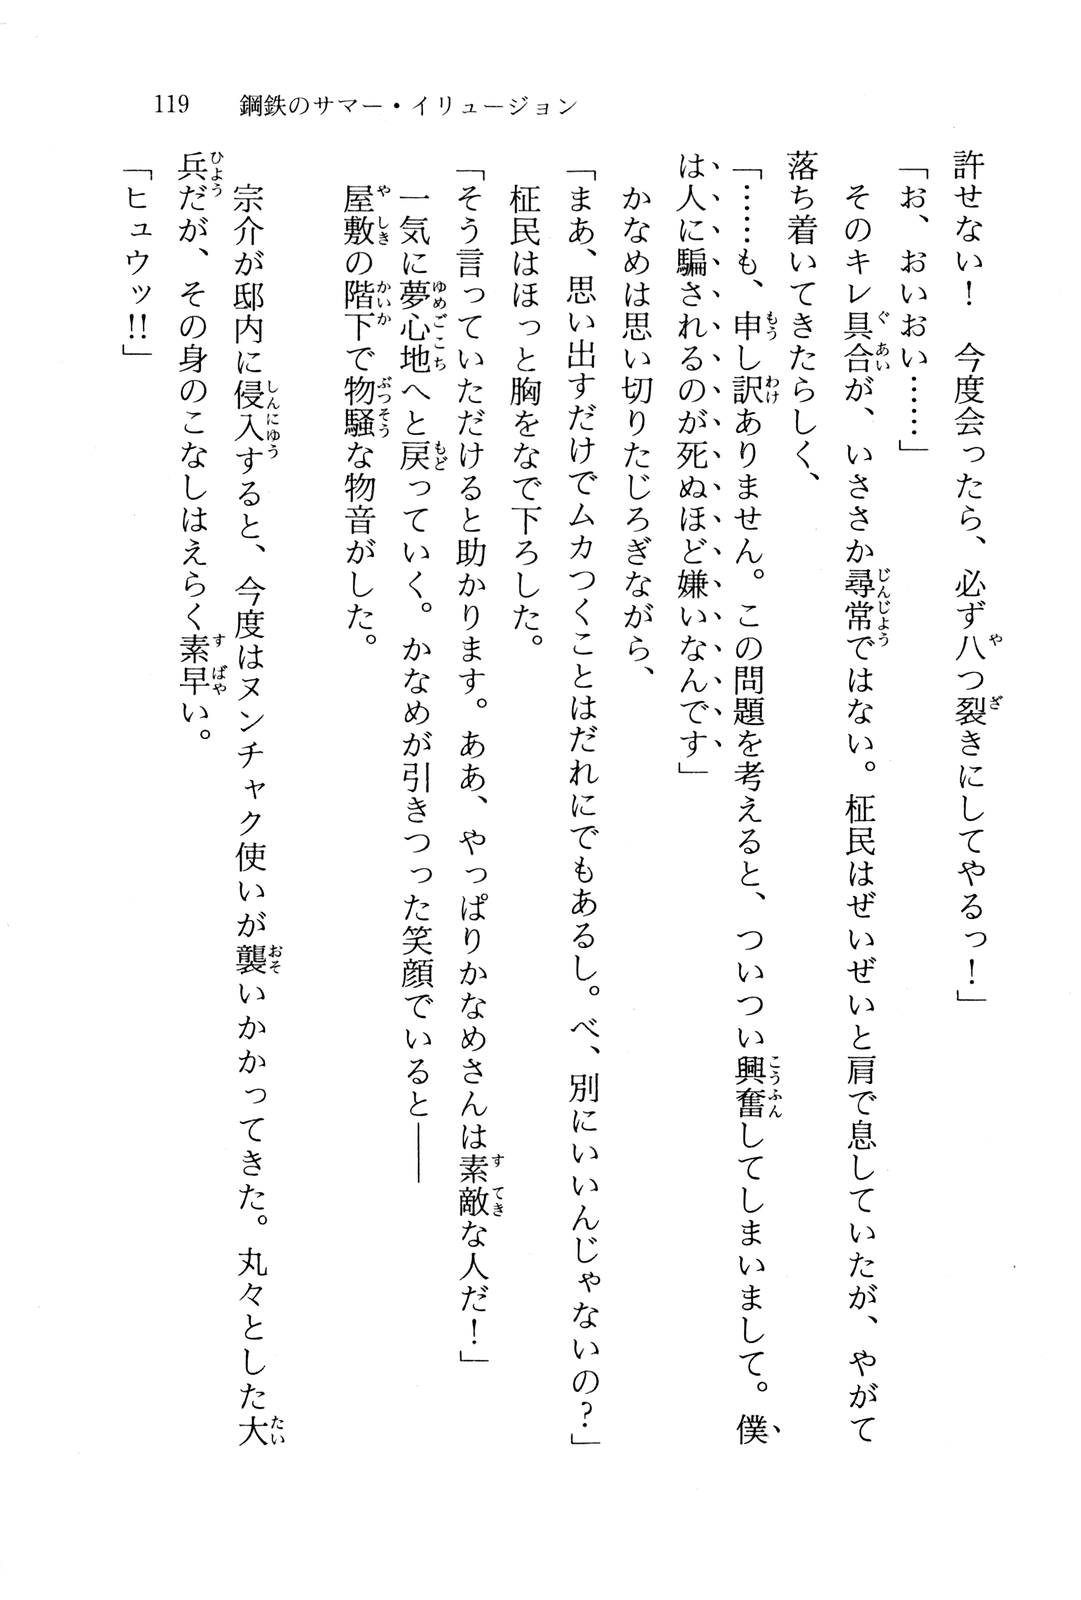 119　鋼鉄のサマー・イリュージョン
許せない！　今度会ったら、必ず八つ裂きにしてやるっ！」
「お、おいおい……」
　そのキレ具合が、いささか尋常ではない。柾民はぜいぜいと肩で息していたが、やがて
落ち着いてきたらしく、
「……も、申し訳ありません。この問題を考えると、ついつい興奮してしまいまして。僕
は人に騙されるのが死ぬほど嫌いなんです」
　かなめは思い切りたじろぎながら、
「まあ、思い出すだけでムカつくことはだれにでもあるし。べ、別にいいんじゃないの？」
　柾民はほっと胸をなで下ろした。
「そう言っていただけると助かります。ああ、やっぱりかなめさんは素敵な人だ！」
　一気に夢心地へと戻っていく。かなめが引きつった笑顔でいると――
　屋敷の階下で物騒な物音がした。
　宗介が邸内に侵入すると、今度はヌンチャク使いが襲いかかってきた。丸々とした大
兵だが、その身のこなしはえらく素早い。
「ヒュウッ!!」